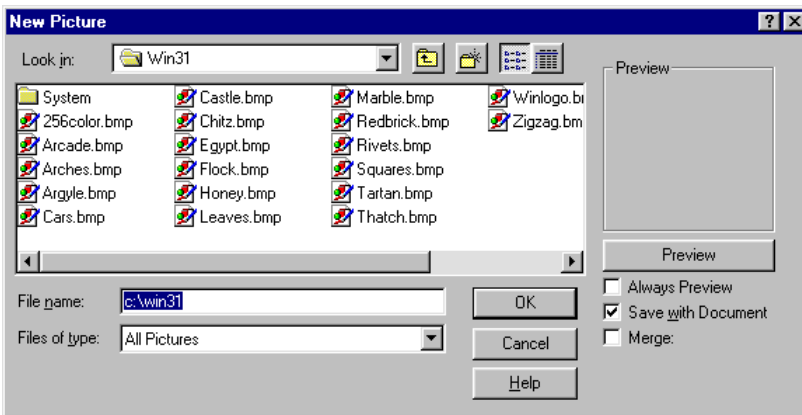 New Picture
Look in: Win31
System Castle.bmp Marble.bmp Winlogo.b
256color.bmp Chitz.bmp Redbrick.bmp Zigzag.bm
Arcade.bmp Egypt.bmp Rivets.bmp
Arches.bmp Flock.bmp Squares.bmp
Argyle.bmp Honey.bmp Tartan.bmp
Cars.bmp Leaves.bmp Thatch.bmp
Preview
Preview
File name: c:\win31 OK
Always Preview
Save with Document
Files of type: All Pictures Cancel
Merge:
Help